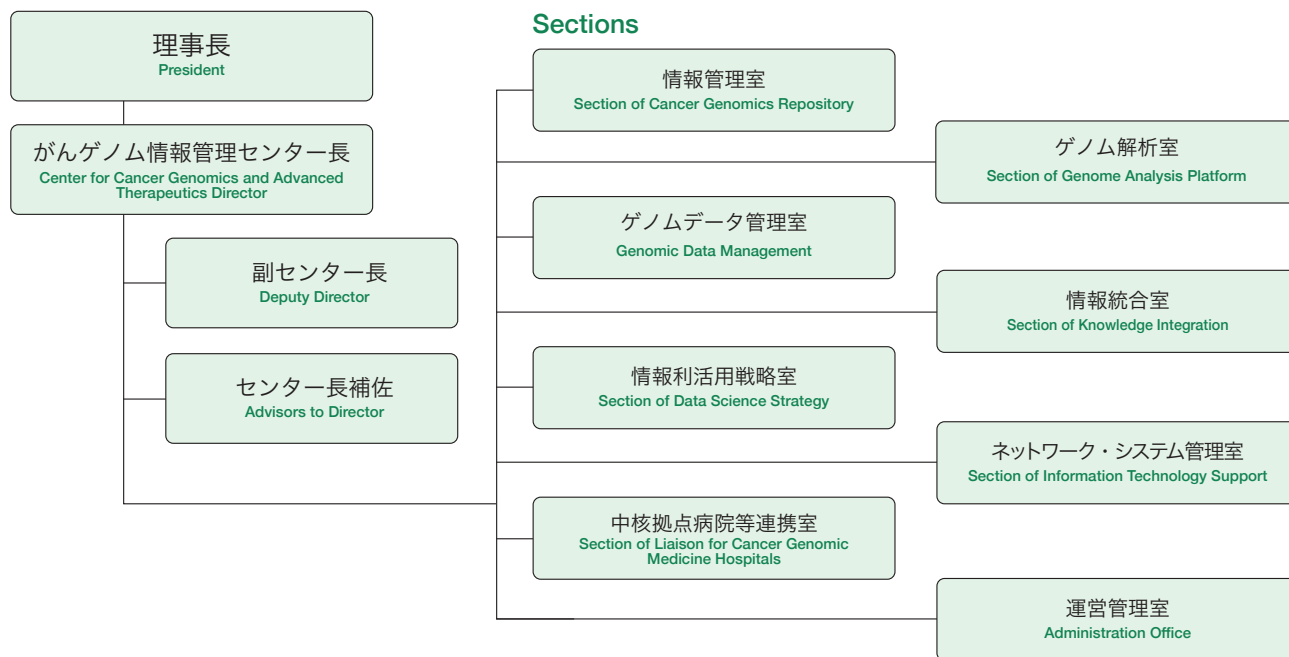 理事長
President
がんゲノム情報管理センター長
Center for Cancer Genomics and Advanced
Therapeutics Director
副センター長
Deputy Director
センター長補佐
Advisors to Director
Sections
情報管理室
Section of Cancer Genomics Repository
ゲノム解析室
Section of Genome Analysis Platform
ゲノムデータ管理室
Genomic Data Management
情報統合室
Section of Knowledge Integration
情報利活用戦略室
Section of Data Science Strategy
ネットワーク・システム管理室
Section of Information Technology Support
中核拠点病院等連携室
Section of Liaison for Cancer Genomic
Medicine Hospitals
運営管理室
Administration Office